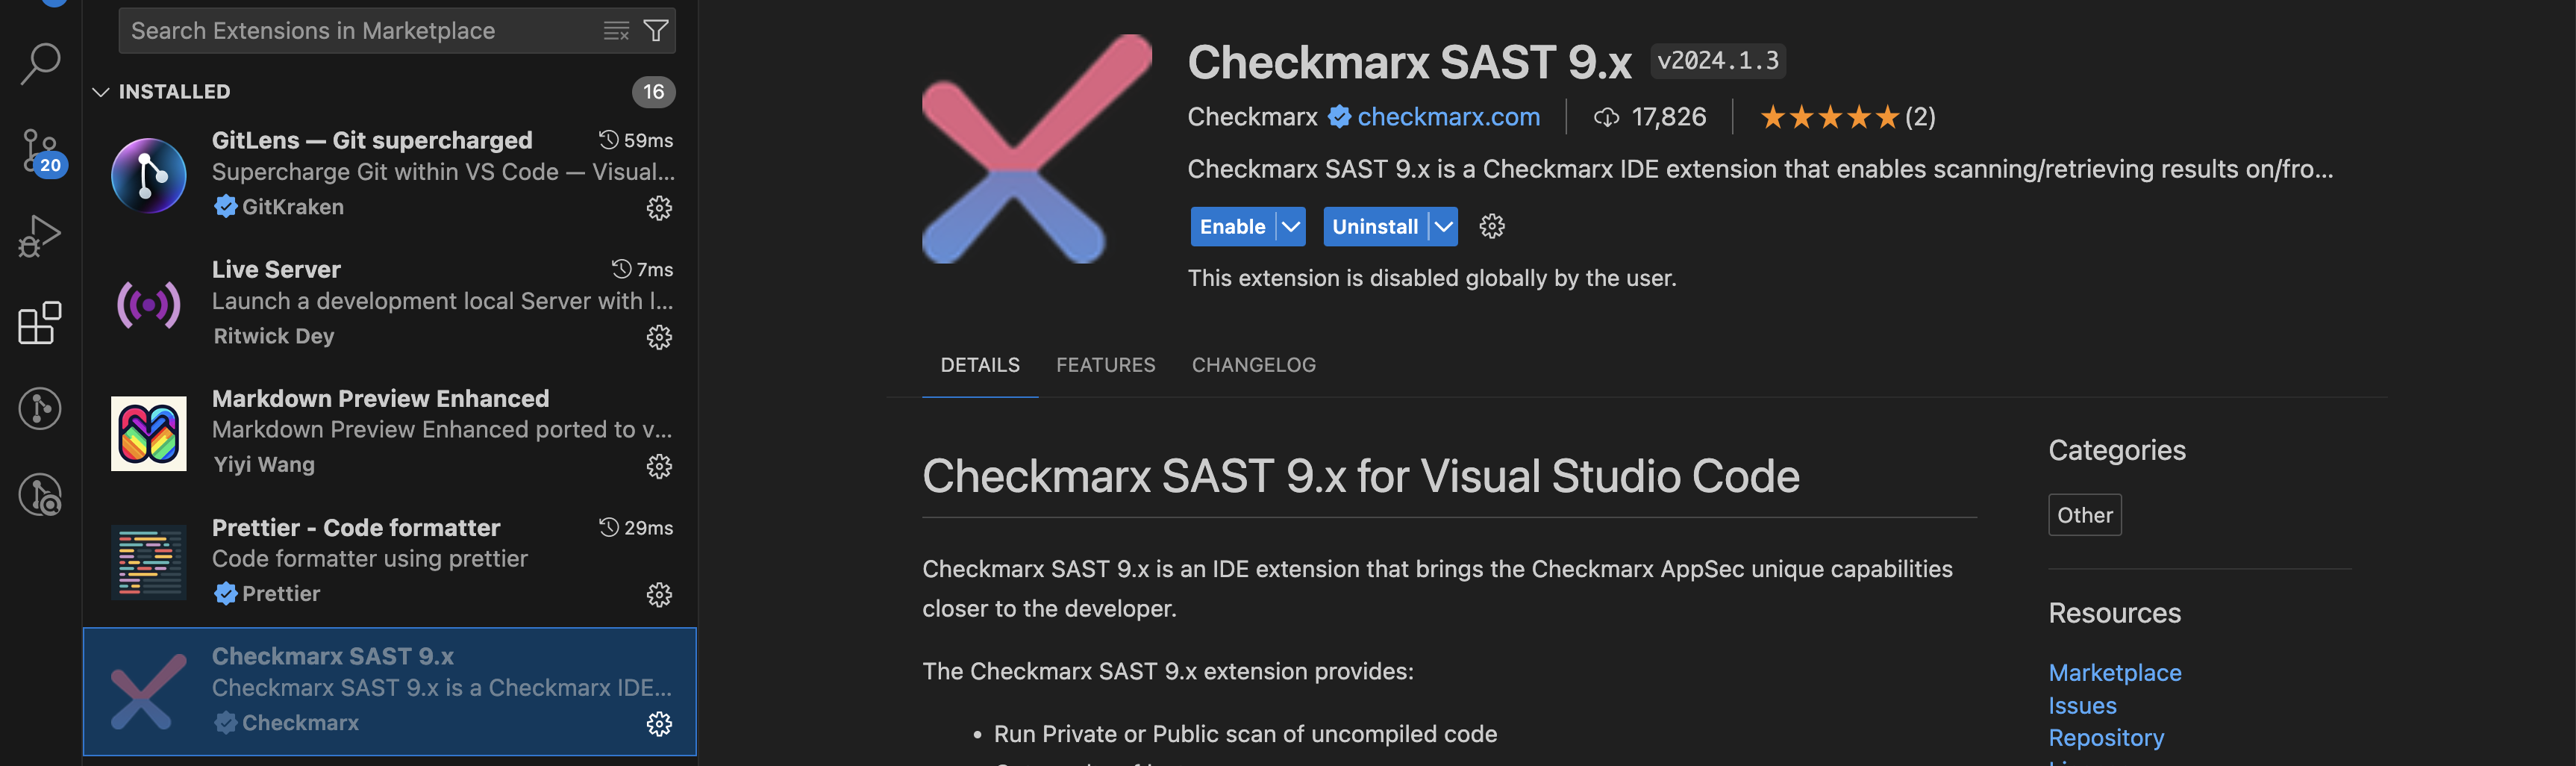 Search Extensions in Marketplace
INSTALLED 16
GitLens — Git supercharged 59ms
Supercharge Git within VS Code — Visual...
GitKraken
20
Live Server 7ms
Launch a development local Server with l...
Ritwick Dey
Markdown Preview Enhanced
Markdown Preview Enhanced ported to v...
Yiyi Wang
Prettier - Code formatter 29ms
Code formatter using prettier
Prettier
Checkmarx SAST 9.x
Checkmarx SAST 9.x is a Checkmarx IDE...
Checkmarx
Checkmarx SAST 9.x v2024.1.3
Checkmarx checkmarx.com 17,826 (2)
Checkmarx SAST 9.x is a Checkmarx IDE extension that enables scanning/retrieving results on/fro...
Enable Uninstall
This extension is disabled globally by the user.
DETAILS FEATURES CHANGELOG
Checkmarx SAST 9.x for Visual Studio Code
Checkmarx SAST 9.x is an IDE extension that brings the Checkmarx AppSec unique capabilities
closer to the developer.
The Checkmarx SAST 9.x extension provides:
• Run Private or Public scan of uncompiled code
Categories
Other
Resources
Marketplace
Issues
Repository